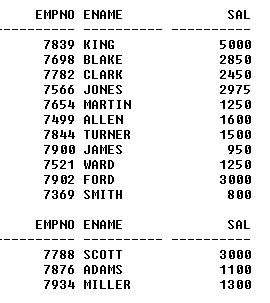 EMPNO ENAME SAL
--------- ---------- ---------
7839 KING 5000
7698 BLAKE 2850
7782 CLARK 2450
7566 JONES 2975
7654 MARTIN 1250
7499 ALLEN 1600
7844 TURNER 1500
7900 JAMES 950
7521 WARD 1250
7902 FORD 3000
7369 SMITH 800
EMPNO ENAME SAL
--------- ---------- ---------
7788 SCOTT 3000
7876 ADAMS 1100
7934 MILLER 1300